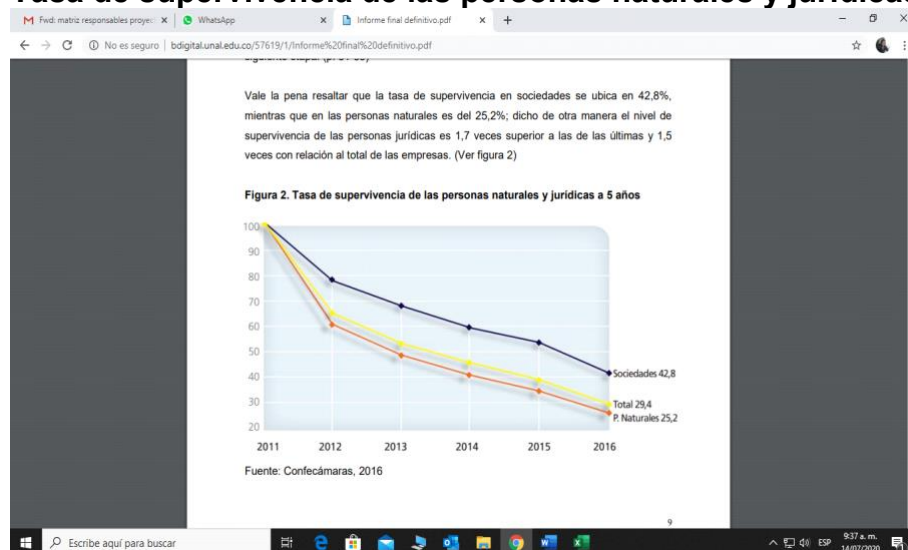 Tasa de supervivencia de las personas naturales y jurídicas
Fwd: matriz responsables proyec
WhatsApp
Informe final definitivo.pdf
No es seguro | bdigital.unal.edu.co/57619/1/Informe%20final%20definitivo.pdf
Vale la pena resaltar que la tasa de supervivencia en sociedades se ubica en 42,8%,
mientras que en las personas naturales es del 25,2%; dicho de otra manera el nivel de
supervivencia de las personas jurídicas es 1,7 veces superior a las de las últimas y 1,5
veces con relación al total de las empresas. (Ver figura 2)
Figura 2. Tasa de supervivencia de las personas naturales y jurídicas a 5 años
100
90
80
70
60
50
40
30
20
Sociedades 42,8
Total 29,4
P. Naturales 25,2
2011 2012 2013 2014 2015 2016
Fuente: Confecámaras, 2016
9
Escribe aquí para buscar
ESP
9:37 a. m.
14/07/2020